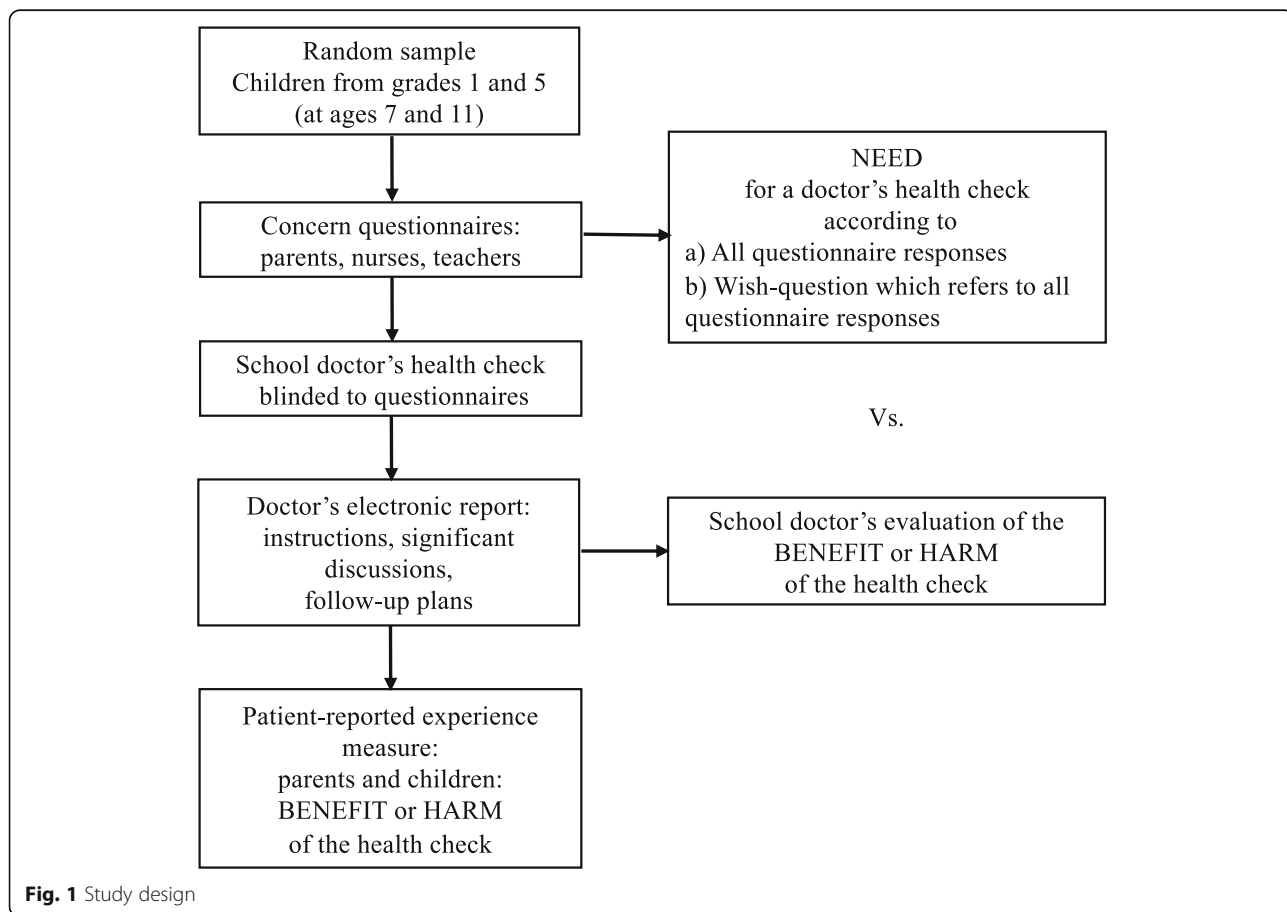 Random sample
Children from grades 1 and 5
(at ages 7 and 11)
Concern questionnaires:
parents, nurses, teachers
NEED
for a doctor’s health check
according to
a) All questionnaire responses
b) Wish-question which refers to all
questionnaire responses
School doctor’s health check
blinded to questionnaires
Vs.
Doctor’s electronic report:
instructions, significant
discussions,
follow-up plans
School doctor’s evaluation of the
BENEFIT or HARM
of the health check
Patient-reported experience
measure:
parents and children:
BENEFIT or HARM
of the health check
Fig. 1 Study design